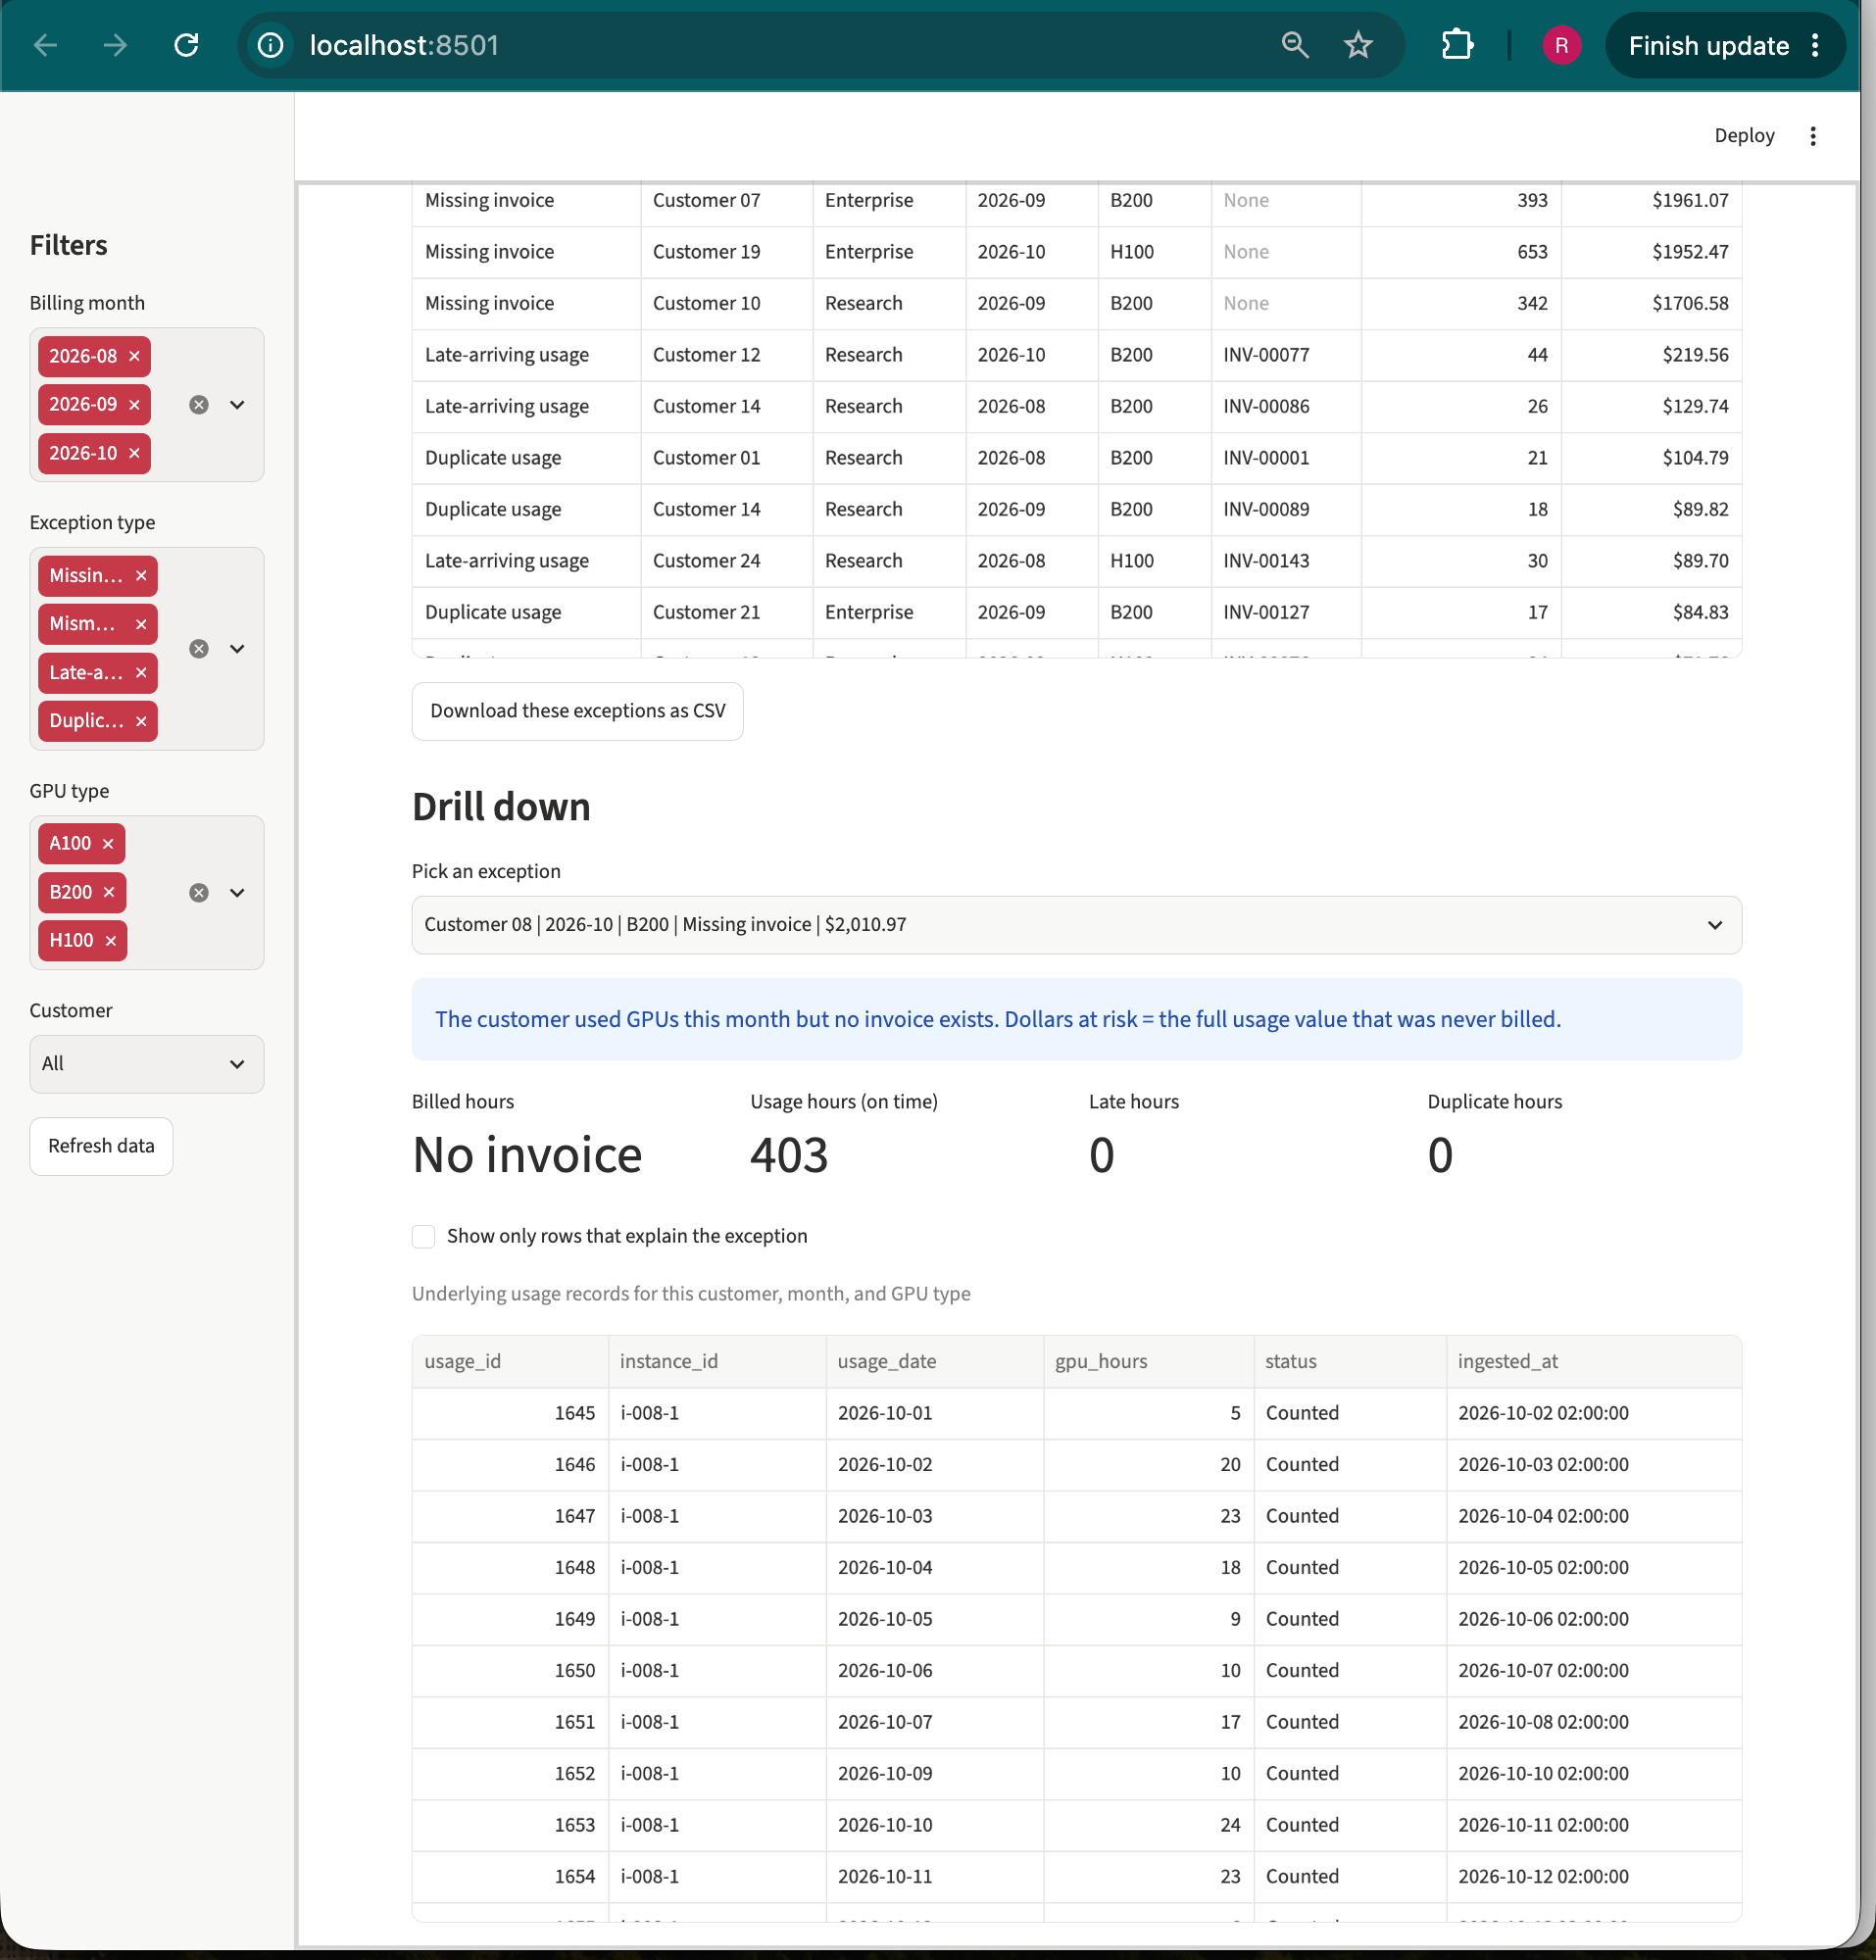 localhost:8501
R
Finish update
Deploy
Filters
Billing month
2026-08
2026-09
2026-10
Exception type
Missin...
Mism...
Late-a...
Duplic...
GPU type
A100
B200
H100
Customer
All
Refresh data
Missing invoice Customer 07 Enterprise 2026-09 B200 None 393 $1961.07
Missing invoice Customer 19 Enterprise 2026-10 H100 None 653 $1952.47
Missing invoice Customer 10 Research 2026-09 B200 None 342 $1706.58
Late-arriving usage Customer 12 Research 2026-10 B200 INV-00077 44 $219.56
Late-arriving usage Customer 14 Research 2026-08 B200 INV-00086 26 $129.74
Duplicate usage Customer 01 Research 2026-08 B200 INV-00001 21 $104.79
Duplicate usage Customer 14 Research 2026-09 B200 INV-00089 18 $89.82
Late-arriving usage Customer 24 Research 2026-08 H100 INV-00143 30 $89.70
Duplicate usage Customer 21 Enterprise 2026-09 B200 INV-00127 17 $84.83
Download these exceptions as CSV
Drill down
Pick an exception
Customer 08 | 2026-10 | B200 | Missing invoice | $2,010.97
The customer used GPUs this month but no invoice exists. Dollars at risk = the full usage value that was never billed.
Billed hours Usage hours (on time) Late hours Duplicate hours
No invoice 403 0 0
Show only rows that explain the exception
Underlying usage records for this customer, month, and GPU type
usage_id instance_id usage_date gpu_hours status ingested_at
1645 i-008-1 2026-10-01 5 Counted 2026-10-02 02:00:00
1646 i-008-1 2026-10-02 20 Counted 2026-10-03 02:00:00
1647 i-008-1 2026-10-03 23 Counted 2026-10-04 02:00:00
1648 i-008-1 2026-10-04 18 Counted 2026-10-05 02:00:00
1649 i-008-1 2026-10-05 9 Counted 2026-10-06 02:00:00
1650 i-008-1 2026-10-06 10 Counted 2026-10-07 02:00:00
1651 i-008-1 2026-10-07 17 Counted 2026-10-08 02:00:00
1652 i-008-1 2026-10-09 10 Counted 2026-10-10 02:00:00
1653 i-008-1 2026-10-10 24 Counted 2026-10-11 02:00:00
1654 i-008-1 2026-10-11 23 Counted 2026-10-12 02:00:00